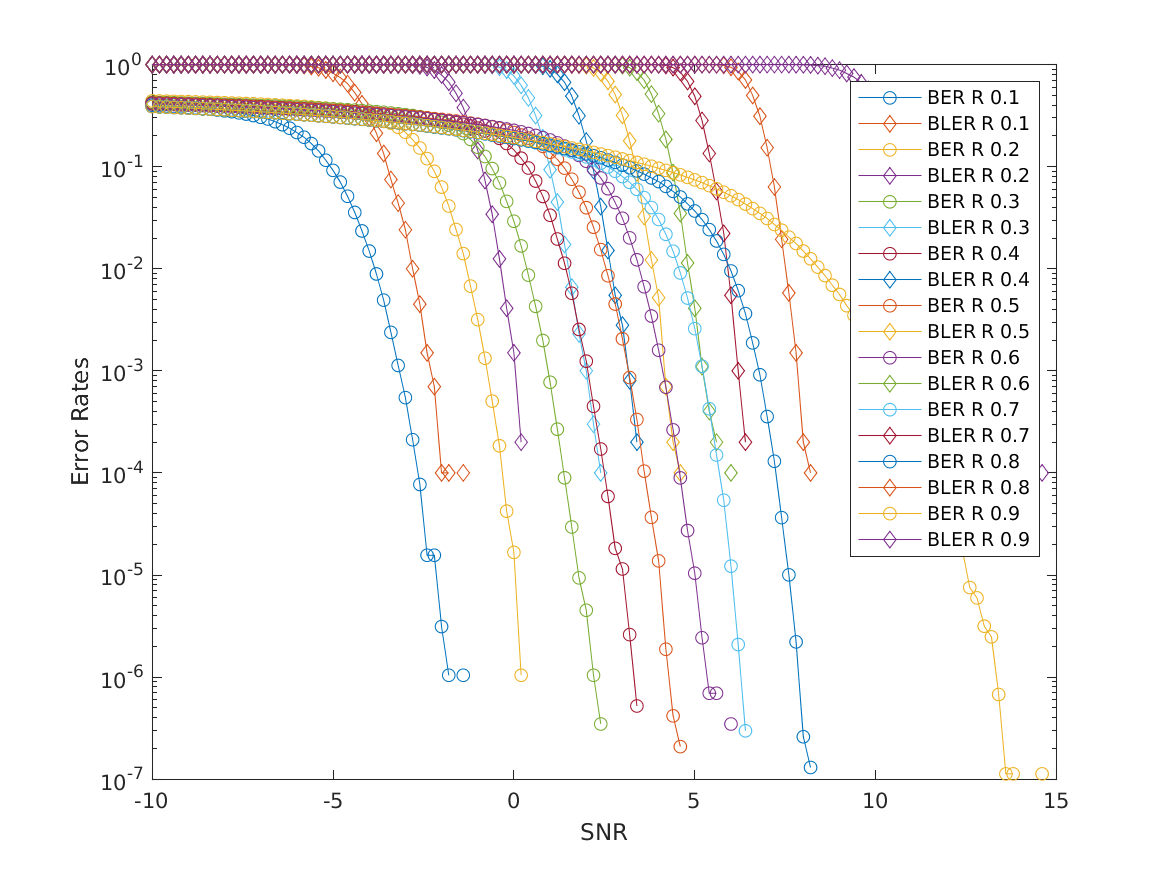 10^0
10^-1
10^-2
10^-3
10^-4
10^-5
10^-6
10^-7
Error Rates
-10
-5
0
5
10
15
SNR
BER R 0.1
BLER R 0.1
BER R 0.2
BLER R 0.2
BER R 0.3
BLER R 0.3
BER R 0.4
BLER R 0.4
BER R 0.5
BLER R 0.5
BER R 0.6
BLER R 0.6
BER R 0.7
BLER R 0.7
BER R 0.8
BLER R 0.8
BER R 0.9
BLER R 0.9